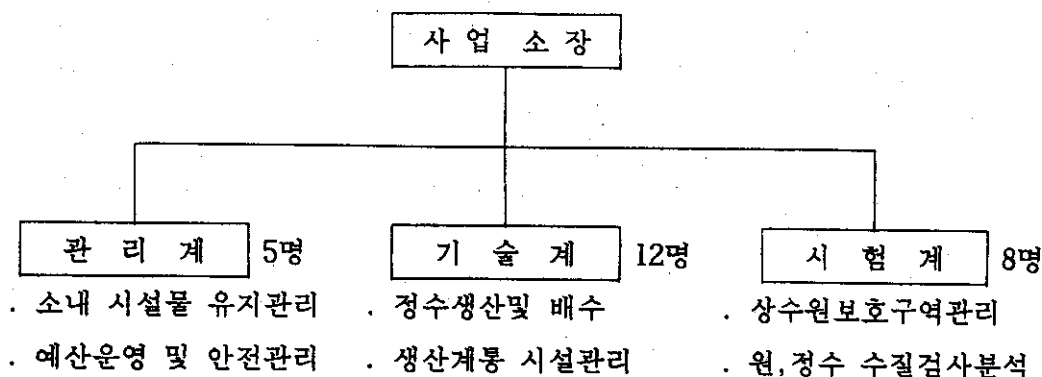 사 업 소 장
관 리 계 5명
기 술 계 12명
시 험 계 8명
. 소내 시설물 유지관리
. 정수생산및 배수
. 상수원보호구역관리
. 예산운영 및 안전관리
. 생산계통 시설관리
. 원,정수 수질검사분석